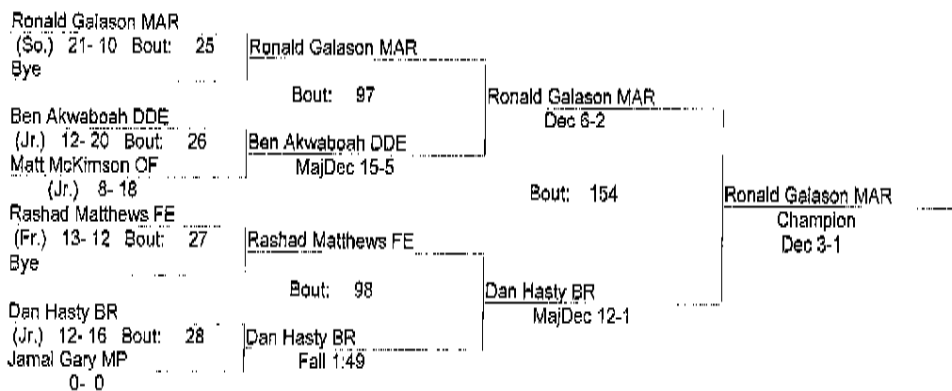 Ronald Galason MAR
(So.) 21- 10 Bout: 25
Bye
Ronald Galason MAR
Bout: 97
Ben Akwaboah DDE
(Jr.) 12- 20 Bout: 26
Matt McKimson OF
(Jr.) 8- 18
Ben Akwaboah DDE
MajDec 15-5
Ronald Galason MAR
Dec 6-2
Bout: 154
Rashad Matthews FE
(Fr.) 13- 12 Bout: 27
Bye
Rashad Matthews FE
Bout: 98
Dan Hasty BR
(Jr.) 12- 16 Bout: 28
Jamal Gary MP
0- 0
Dan Hasty BR
Fall 1:49
Dan Hasty BR
MajDec 12-1
Ronald Galason MAR
Champion
Dec 3-1